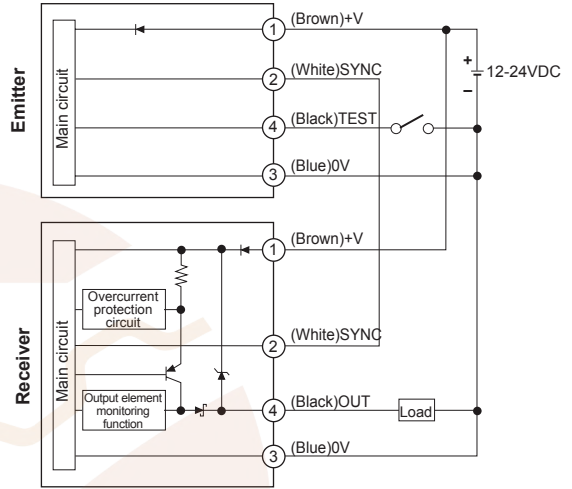 Emitter
Main circuit
1
(Brown)+V
2
(White)SYNC
4
(Black)TEST
3
(Blue)0V
+
12-24VDC
−
Receiver
Main circuit
Overcurrent
protection
circuit
Output element
monitoring
function
1
(Brown)+V
2
(White)SYNC
4
(Black)OUT
Load
3
(Blue)0V